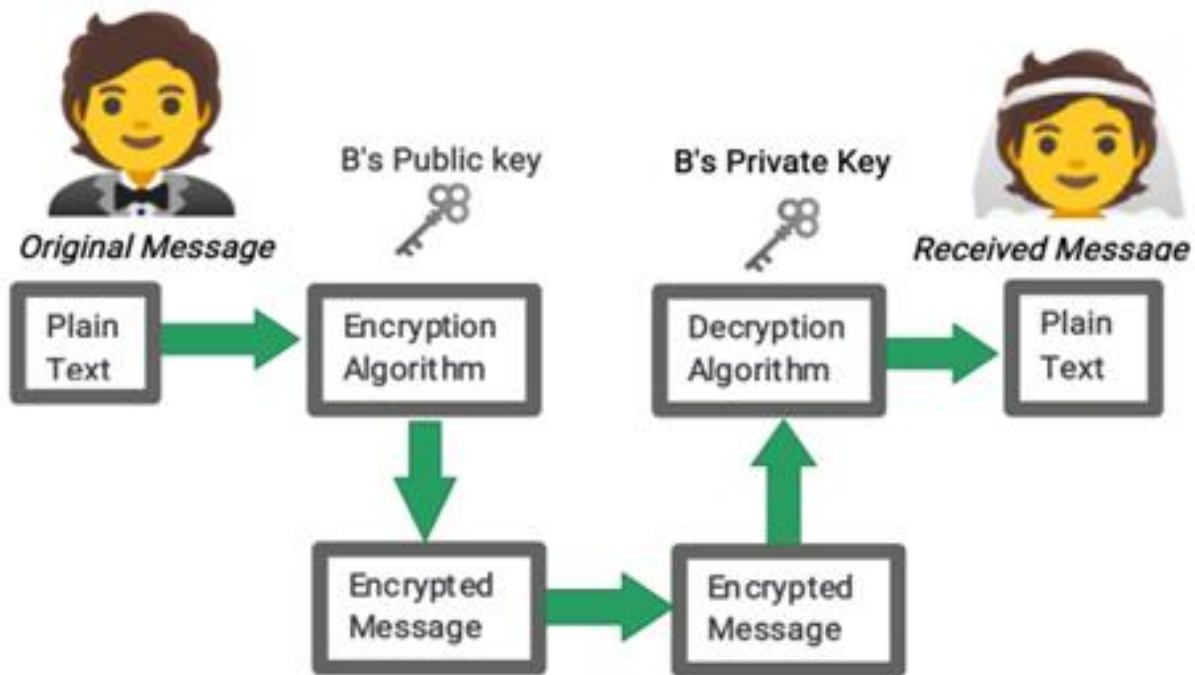 B's Public key
B's Private Key
Original Message
Received Message
Plain
Text
Encryption
Algorithm
Decryption
Algorithm
Plain
Text
Encrypted
Message
Encrypted
Message